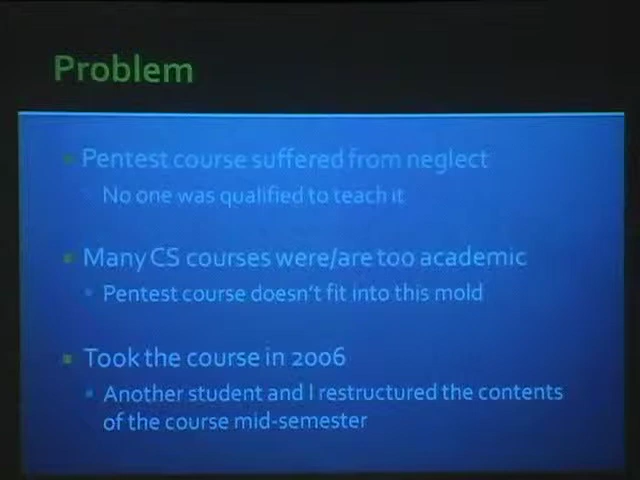 Problem
Pentest course suffered from neglect
No one was qualified to teach it
Many CS courses were/are too academic
Pentest course doesn't fit into this mold
Took the course in 2006
Another student and I restructured the contents
of the course mid-semester